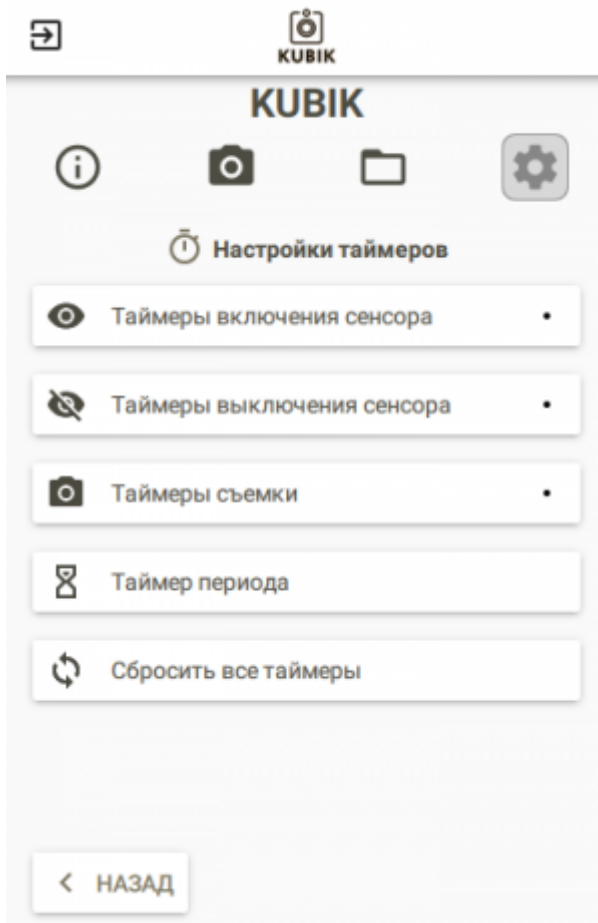 KUBIK
KUBIK
Настройки таймеров
Таймеры включения сенсора
Таймеры выключения сенсора
Таймеры съемки
Таймер периода
Сбросить все таймеры
НАЗАД